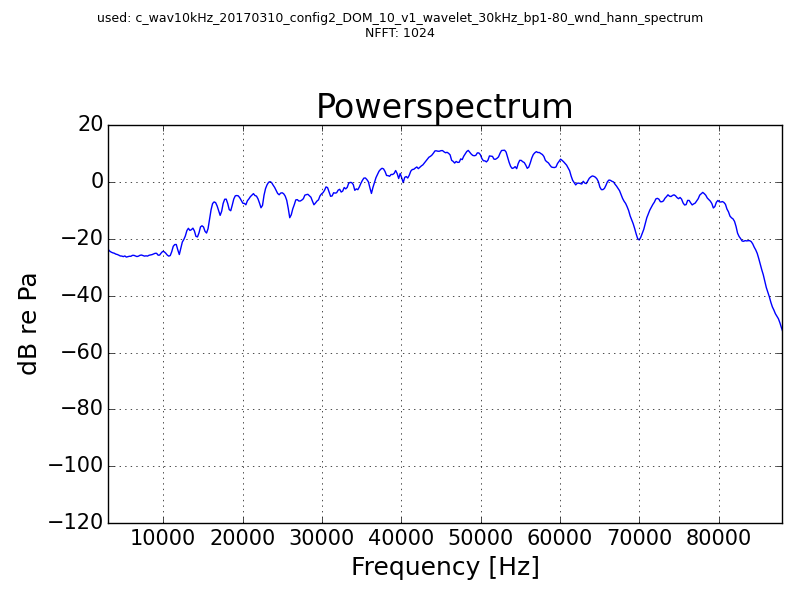 used: c_wav10kHz_20170310_config2_DOM_10_v1_wavelet_30kHz_bp1-80_wnd_hann_spectrum
NFFT: 1024
Powerspectrum
20
0
−20
−40
−60
−80
−100
−120
dB re Pa
10000 20000 30000 40000 50000 60000 70000 80000
Frequency [Hz]